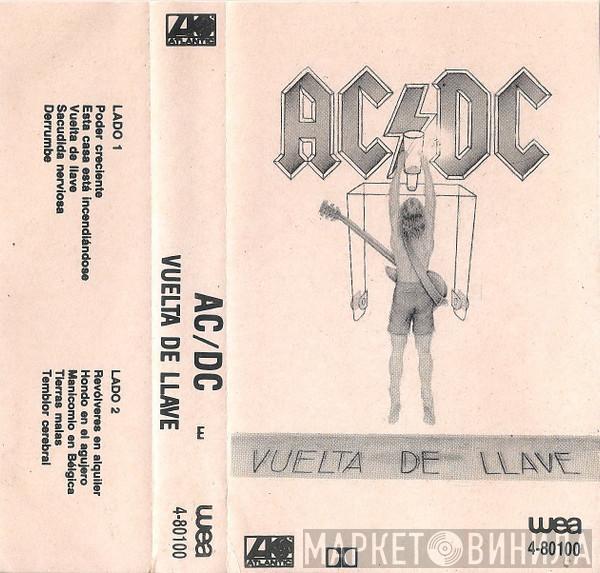 LADO 1
Poder creciente
Esta casa está incendiándose
Vuelta de llave
Sacudida nerviosa
Derrumbe
LADO 2
Revólveres en alquiler
Hondo en el agujero
Manicomio en Bélgica
Tierras malas
Temblor cerebral
ATLANTIC
AC/DC
VUELTA DE LLAVE
wea
4-80100
AC DC
VUELTA DE LLAVE
ATLANTIC
wea
4-80100
МАРКЕТ ВИНИЛА